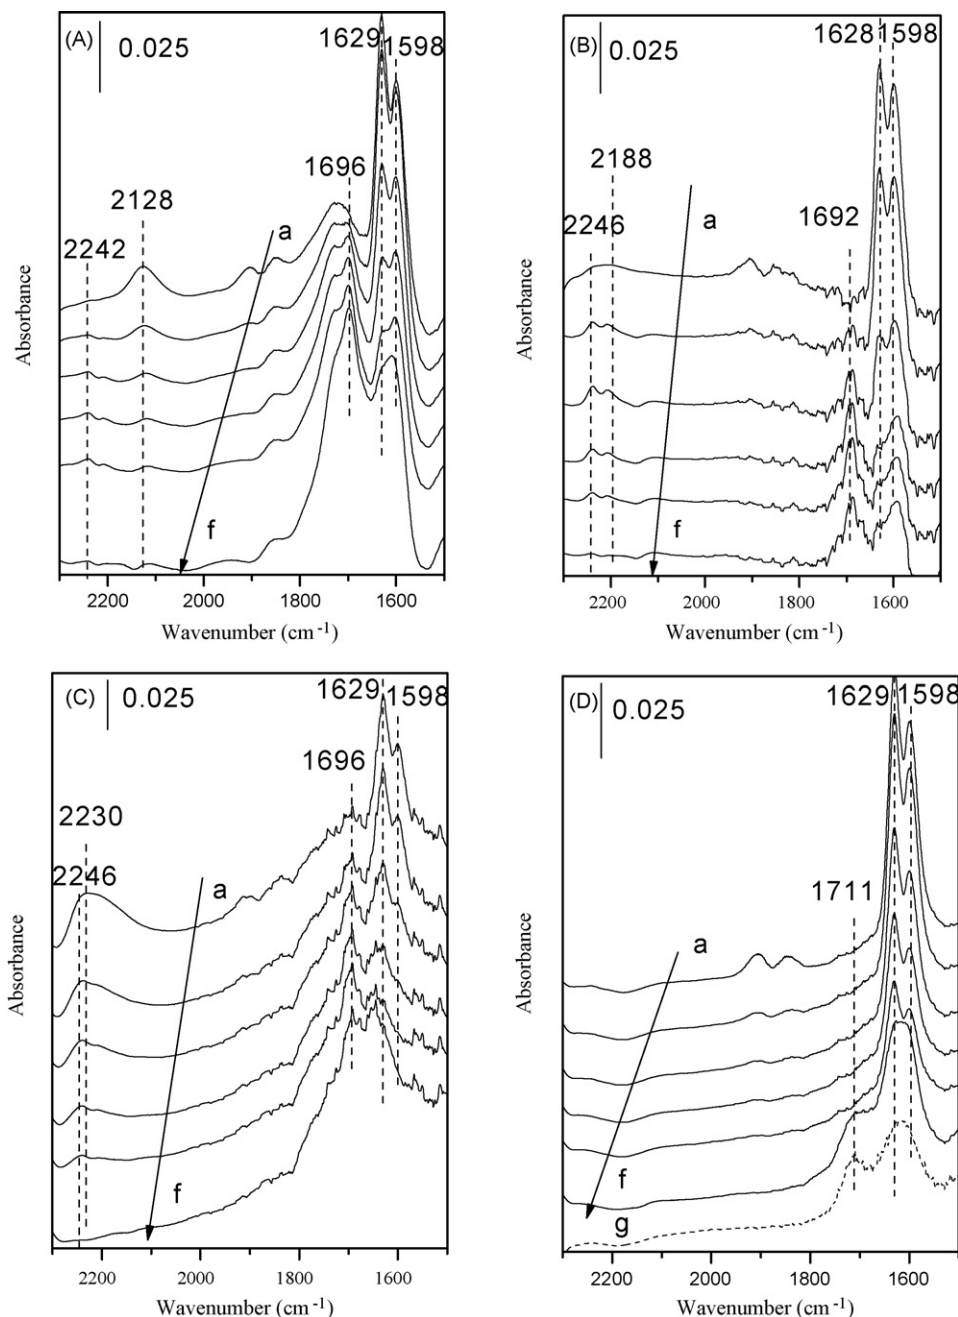 (A) 0.025 1629 1598
1696
2128
2242 a
f
Absorbance
2200 2000 1800 1600
Wavenumber (cm-1)
(B) 0.025 1628 1598
2188
2246 1692 a
f
Absorbance
2200 2000 1800 1600
Wavenumber (cm-1)
(C) 0.025 1629 1598
1696
2230
2246 a
f
Absorbance
2200 2000 1800 1600
Wavenumber (cm-1)
(D) 0.025 1629 1598
1711
a
f
g
Absorbance
2200 2000 1800 1600
Wavenumber (cm-1)